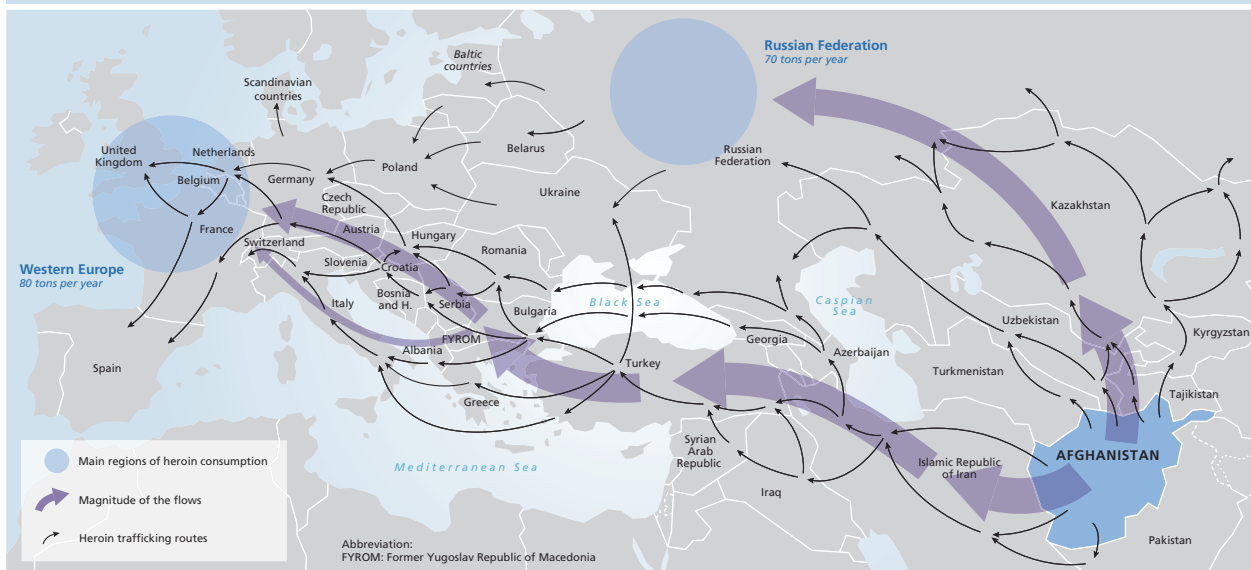 Russian Federation
70 tons per year
Baltic
countries
Scandinavian
countries
United
Kingdom
Netherlands
Belgium
Germany
Poland
Belarus
Russian
Federation
Ukraine
Czech
Republic
Kazakhstan
France
Switzerland
Austria
Hungary
Romania
Slovenia
Croatia
Western Europe
80 tons per year
Italy
Bosnia
and H.
Serbia
Bulgaria
Black Sea
Caspian
Sea
Uzbekistan
Kyrgyzstan
FYROM
Georgia
Albania
Azerbaijan
Spain
Turkey
Turkmenistan
Tajikistan
Greece
Syrian
Arab
Republic
AFGHANISTAN
Mediterranean Sea
Islamic Republic
of Iran
Iraq
Pakistan
Main regions of heroin consumption
Magnitude of the flows
Heroin trafficking routes
Abbreviation:
FYROM: Former Yugoslav Republic of Macedonia